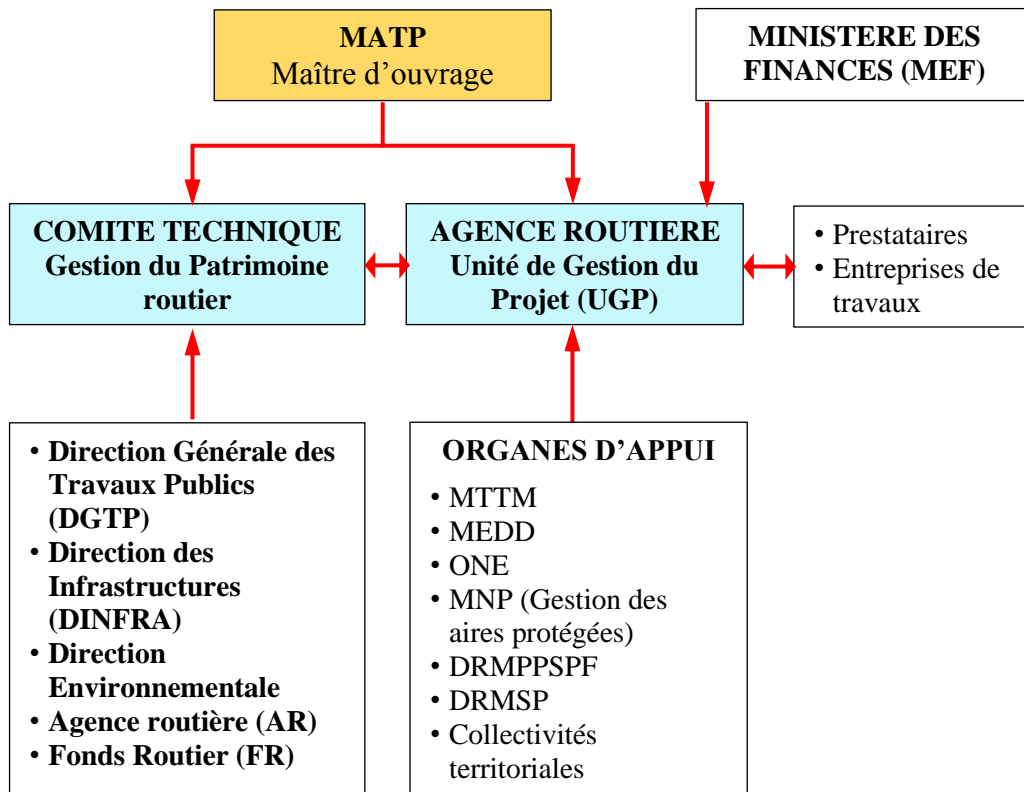 MATP
Maître d’ouvrage
MINISTERE DES
FINANCES (MEF)
COMITE TECHNIQUE
Gestion du Patrimoine
routier
AGENCE ROUTIERE
Unité de Gestion du
Projet (UGP)
• Prestataires
• Entreprises de
travaux
• Direction Générale des
Travaux Publics
(DGTP)
• Direction des
Infrastructures
(DINFRA)
• Direction
Environnementale
• Agence routière (AR)
• Fonds Routier (FR)
ORGANES D’APPUI
• MTTM
• MEDD
• ONE
• MNP (Gestion des
aires protégées)
• DRMPPSPF
• DRMSP
• Collectivités
territoriales